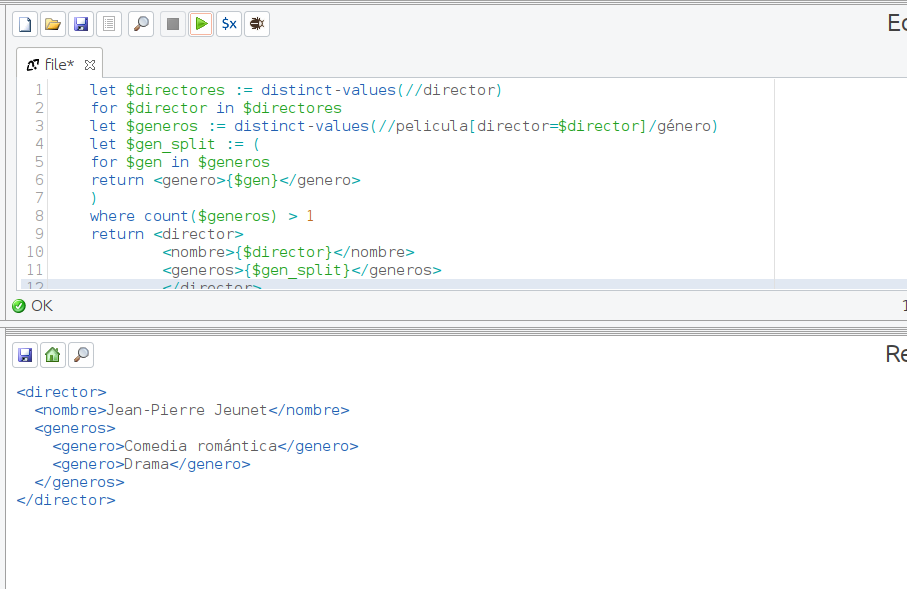 $x
Ec
file*
1 let $directores := distinct-values(//director)
2 for $director in $directores
3 let $generos := distinct-values(//pelicula[director=$director]/género)
4 let $gen_split := (
5 for $gen in $generos
6 return <genero>{$gen}</genero>
7 )
8 where count($generos) > 1
9 return <director>
10 <nombre>{$director}</nombre>
11 <generos>{$gen_split}</generos>
12 </director>
OK
1
Re
<director>
<nombre>Jean-Pierre Jeunet</nombre>
<generos>
<genero>Comedia romántica</genero>
<genero>Drama</genero>
</generos>
</director>